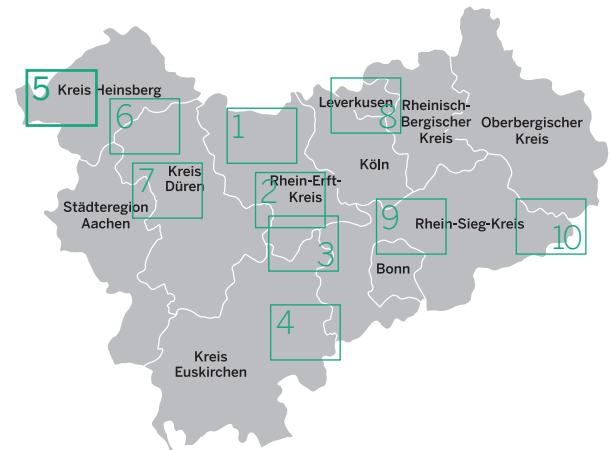 5
Kreis Heinsberg
6
1
Leverkusen
8
Rheinisch-
Bergischer
Kreis
Oberbergischer
Kreis
7
Kreis
Düren
Köln
2
Rhein-Erft-
Kreis
Städteregion
Aachen
9
Rhein-Sieg-Kreis
10
3
Bonn
4
Kreis
Euskirchen